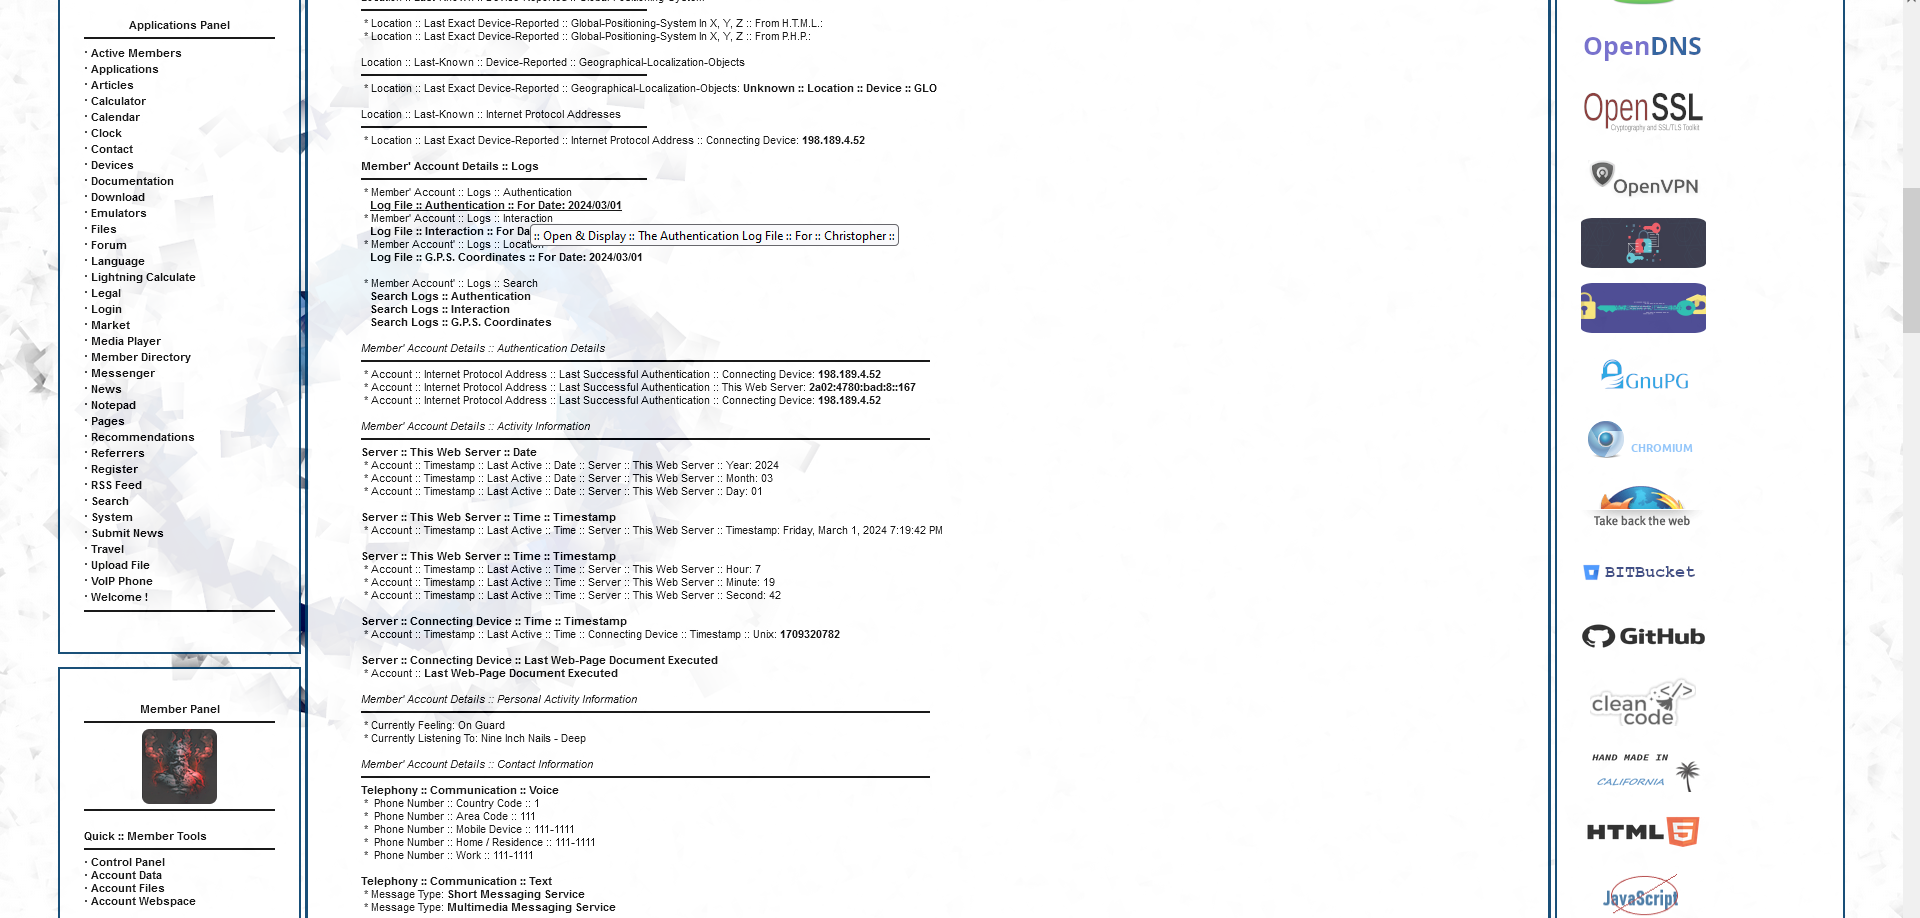 Applications Panel
· Active Members
· Applications
· Articles
· Calculator
· Calendar
· Clock
· Contact
· Devices
· Documentation
· Download
· Emulators
· Files
· Forum
· Language
· Lightning Calculate
· Legal
· Login
· Market
· Media Player
· Member Directory
· Messenger
· News
· Notepad
· Pages
· Recommendations
· Referrers
· Register
· RSS Feed
· Search
· System
· Submit News
· Travel
· Upload File
· VoIP Phone
· Welcome !
Member Panel
Quick :: Member Tools
· Control Panel
· Account Data
· Account Files
· Account Webspace
* Location :: Last Exact Device-Reported :: Global-Positioning-System In X, Y, Z :: From H.T.M.L.:
* Location :: Last Exact Device-Reported :: Global-Positioning-System In X, Y, Z :: From P.H.P.:
Location :: Last-Known :: Device-Reported :: Geographical-Localization-Objects
* Location :: Last Exact Device-Reported :: Geographical-Localization-Objects: Unknown :: Location :: Device :: GLO
Location :: Last-Known :: Internet Protocol Addresses
* Location :: Last Exact Device-Reported :: Internet Protocol Address :: Connecting Device: 198.189.4.52
Member' Account Details :: Logs
* Member' Account :: Logs :: Authentication
Log File :: Authentication :: For Date: 2024/03/01
* Member' Account :: Logs :: Interaction
Log File :: Interaction :: For Da
:: Open & Display :: The Authentication Log File :: For :: Christopher ::
* Member Account' :: Logs :: Location
Log File :: G.P.S. Coordinates :: For Date: 2024/03/01
* Member Account' :: Logs :: Search
Search Logs :: Authentication
Search Logs :: Interaction
Search Logs :: G.P.S. Coordinates
Member' Account Details :: Authentication Details
* Account :: Internet Protocol Address :: Last Successful Authentication :: Connecting Device: 198.189.4.52
* Account :: Internet Protocol Address :: Last Successful Authentication :: This Web Server: 2a02:4780:bad:8::167
* Account :: Internet Protocol Address :: Last Successful Authentication :: Connecting Device: 198.189.4.52
Member' Account Details :: Activity Information
Server :: This Web Server :: Date
* Account :: Timestamp :: Last Active :: Date :: Server :: This Web Server :: Year: 2024
* Account :: Timestamp :: Last Active :: Date :: Server :: This Web Server :: Month: 03
* Account :: Timestamp :: Last Active :: Date :: Server :: This Web Server :: Day: 01
Server :: This Web Server :: Time :: Timestamp
* Account :: Timestamp :: Last Active :: Time :: Server :: This Web Server :: Timestamp: Friday, March 1, 2024 7:19:42 PM
Server :: This Web Server :: Time :: Timestamp
* Account :: Timestamp :: Last Active :: Time :: Server :: This Web Server :: Hour: 7
* Account :: Timestamp :: Last Active :: Time :: Server :: This Web Server :: Minute: 19
* Account :: Timestamp :: Last Active :: Time :: Server :: This Web Server :: Second: 42
Server :: Connecting Device :: Time :: Timestamp
* Account :: Timestamp :: Last Active :: Time :: Connecting Device :: Timestamp :: Unix: 1709320782
Server :: Connecting Device :: Last Web-Page Document Executed
* Account :: Last Web-Page Document Executed
Member' Account Details :: Personal Activity Information
* Currently Feeling: On Guard
* Currently Listening To: Nine Inch Nails - Deep
Member' Account Details :: Contact Information
Telephony :: Communication :: Voice
* Phone Number :: Country Code :: 1
* Phone Number :: Area Code :: 111
* Phone Number :: Mobile Device :: 111-1111
* Phone Number :: Home / Residence :: 111-1111
* Phone Number :: Work :: 111-1111
Telephony :: Communication :: Text
* Message Type: Short Messaging Service
* Message Type: Multimedia Messaging Service
OpenDNS
OpenSSL
Cryptography and SSL/TLS Toolkit
OpenVPN
GnuPG
CHROMIUM
Take back the web
BITBucket
GitHub
clean
code
HAND MADE IN
CALIFORNIA
HTML 5
JavaScript